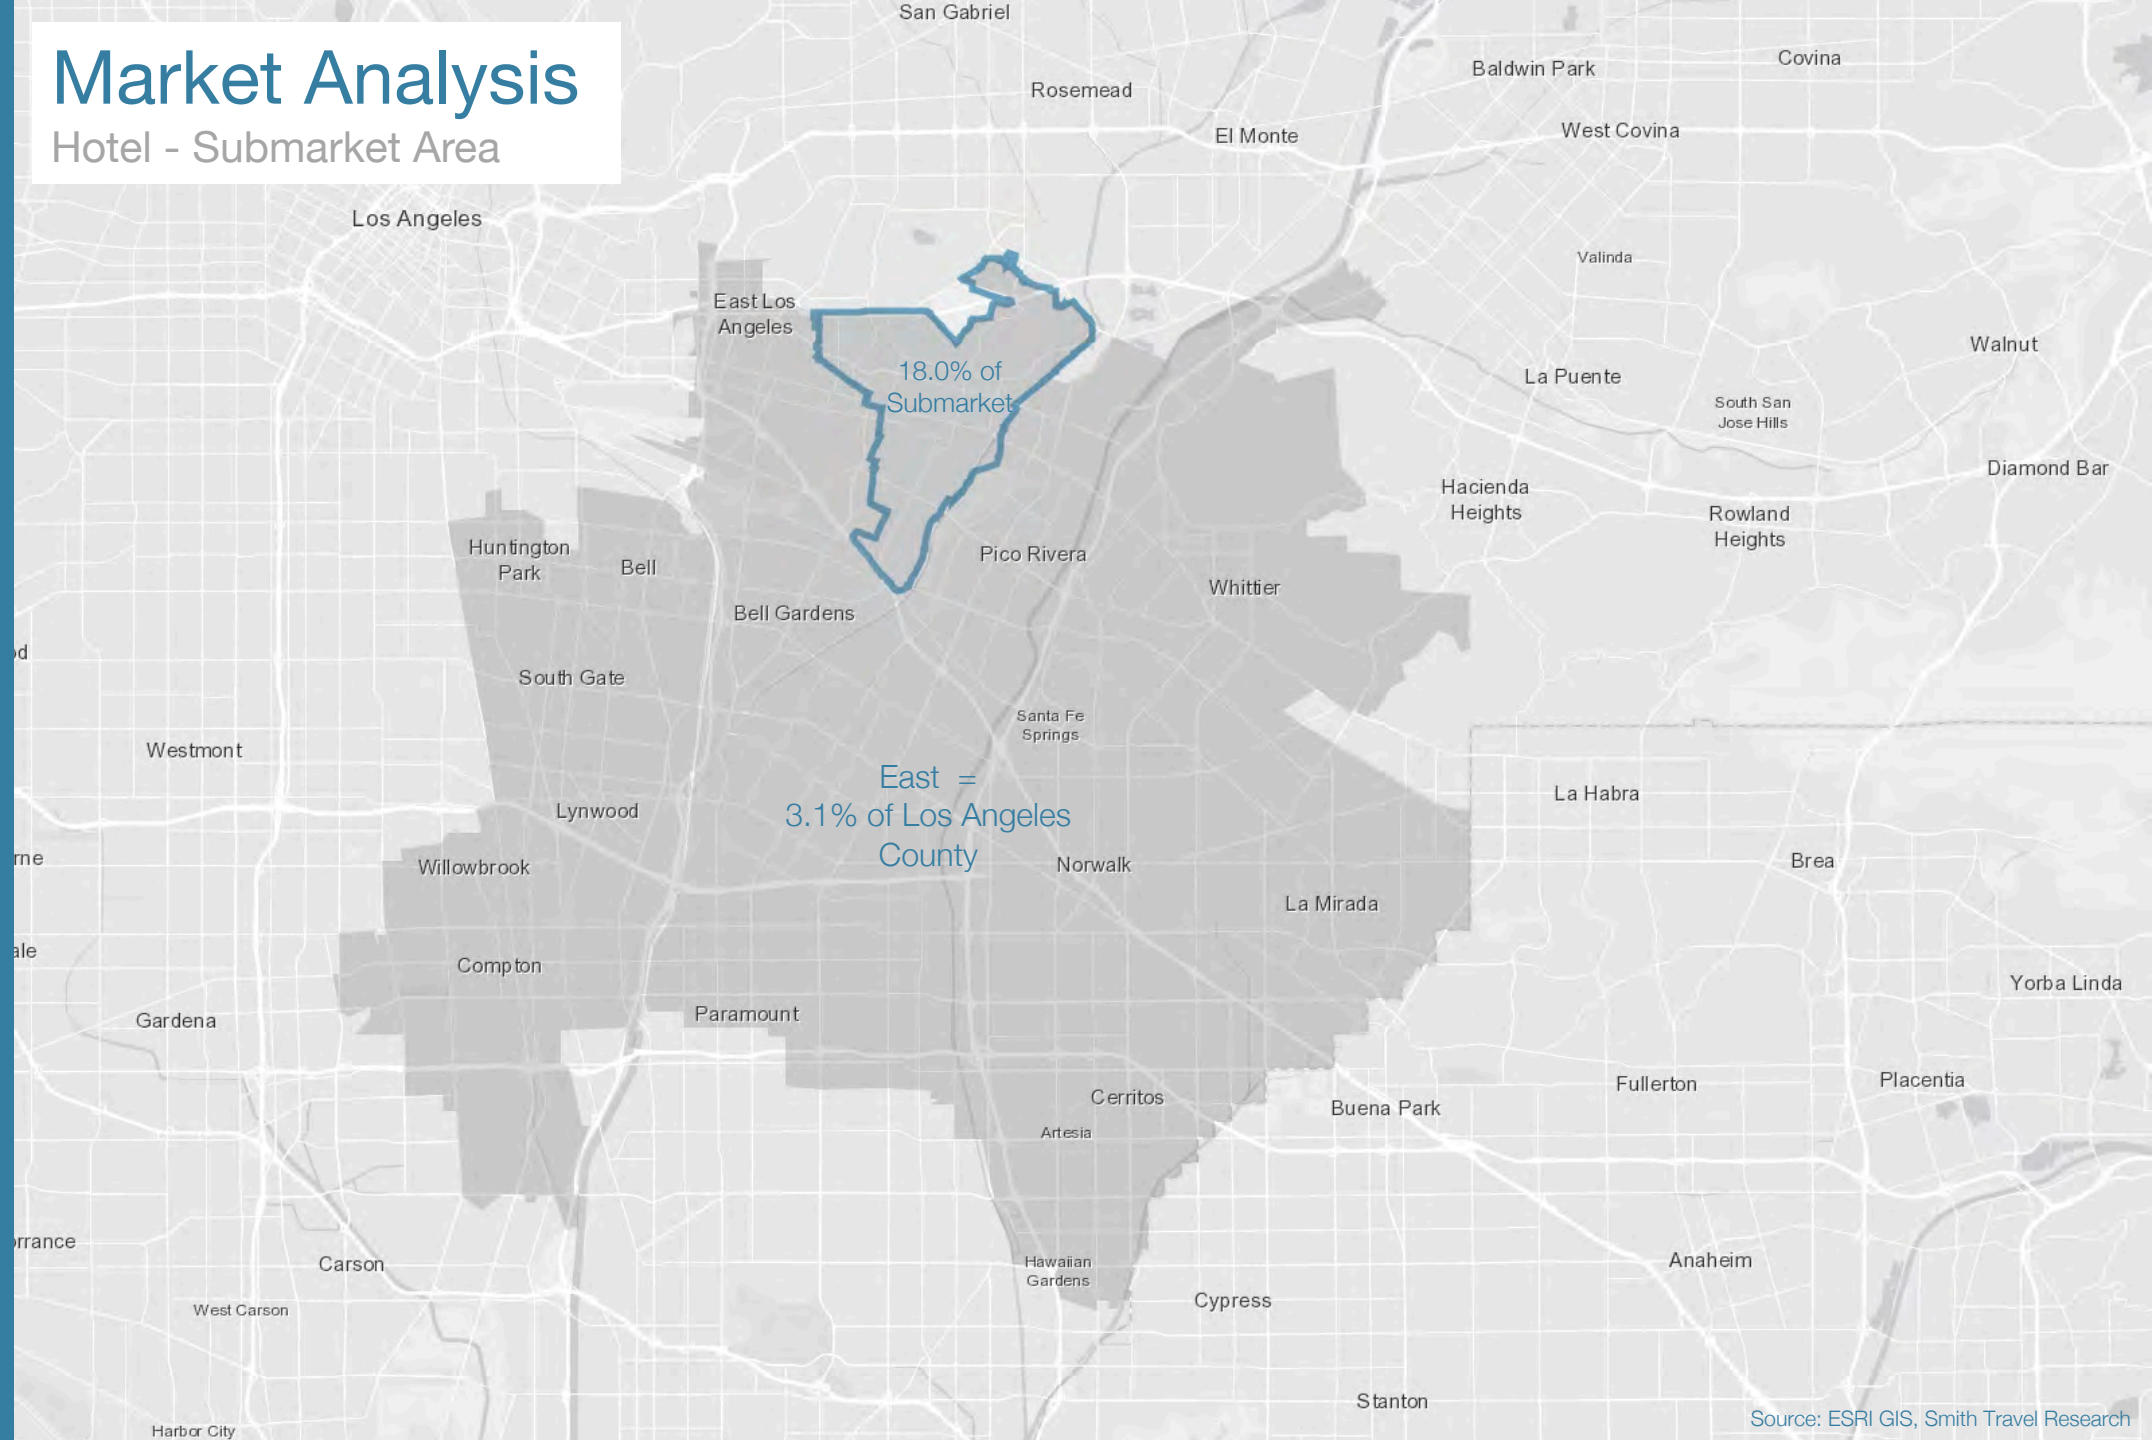 Market Analysis
Hotel - Submarket Area
San Gabriel
Covina
Baldwin Park
Rosemead
West Covina
El Monte
Los Angeles
Valinda
East Los
Angeles
Walnut
18.0% of
Submarket
La Puente
South San
Jose Hills
Diamond Bar
Hacienda
Heights
Rowland
Heights
Huntington
Park
Pico Rivera
Bell
Whittier
Bell Gardens
od
South Gate
Santa Fe
Springs
Westmont
East =
3.1% of Los Angeles
County
La Habra
Lynwood
rne
Brea
Norwalk
Willowbrook
La Mirada
ale
Compton
Yorba Linda
Paramount
Gardena
Placentia
Fullerton
Cerritos
Buena Park
Artesia
orrance
Anaheim
Carson
Hawaiian
Gardens
Cypress
West Carson
Stanton
Source: ESRI GIS, Smith Travel Research
Harbor City